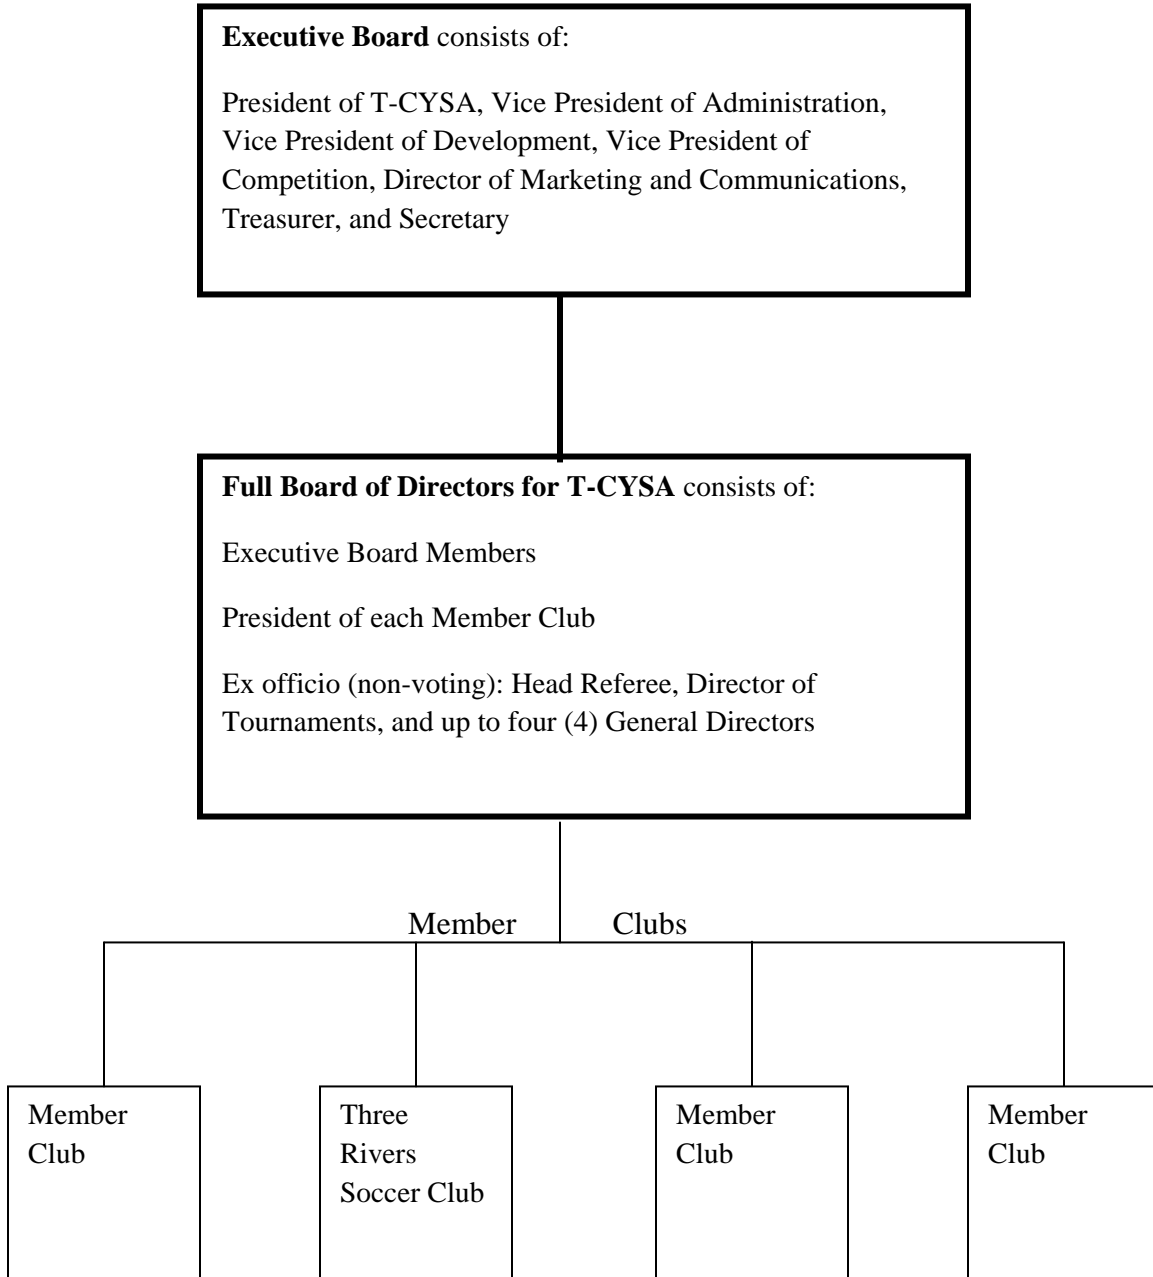 Executive Board consists of:
President of T-CYSA, Vice President of Administration,
Vice President of Development, Vice President of
Competition, Director of Marketing and Communications,
Treasurer, and Secretary
Full Board of Directors for T-CYSA consists of:
Executive Board Members
President of each Member Club
Ex officio (non-voting): Head Referee, Director of
Tournaments, and up to four (4) General Directors
Member Clubs
Member
Club
Three
Rivers
Soccer Club
Member
Club
Member
Club